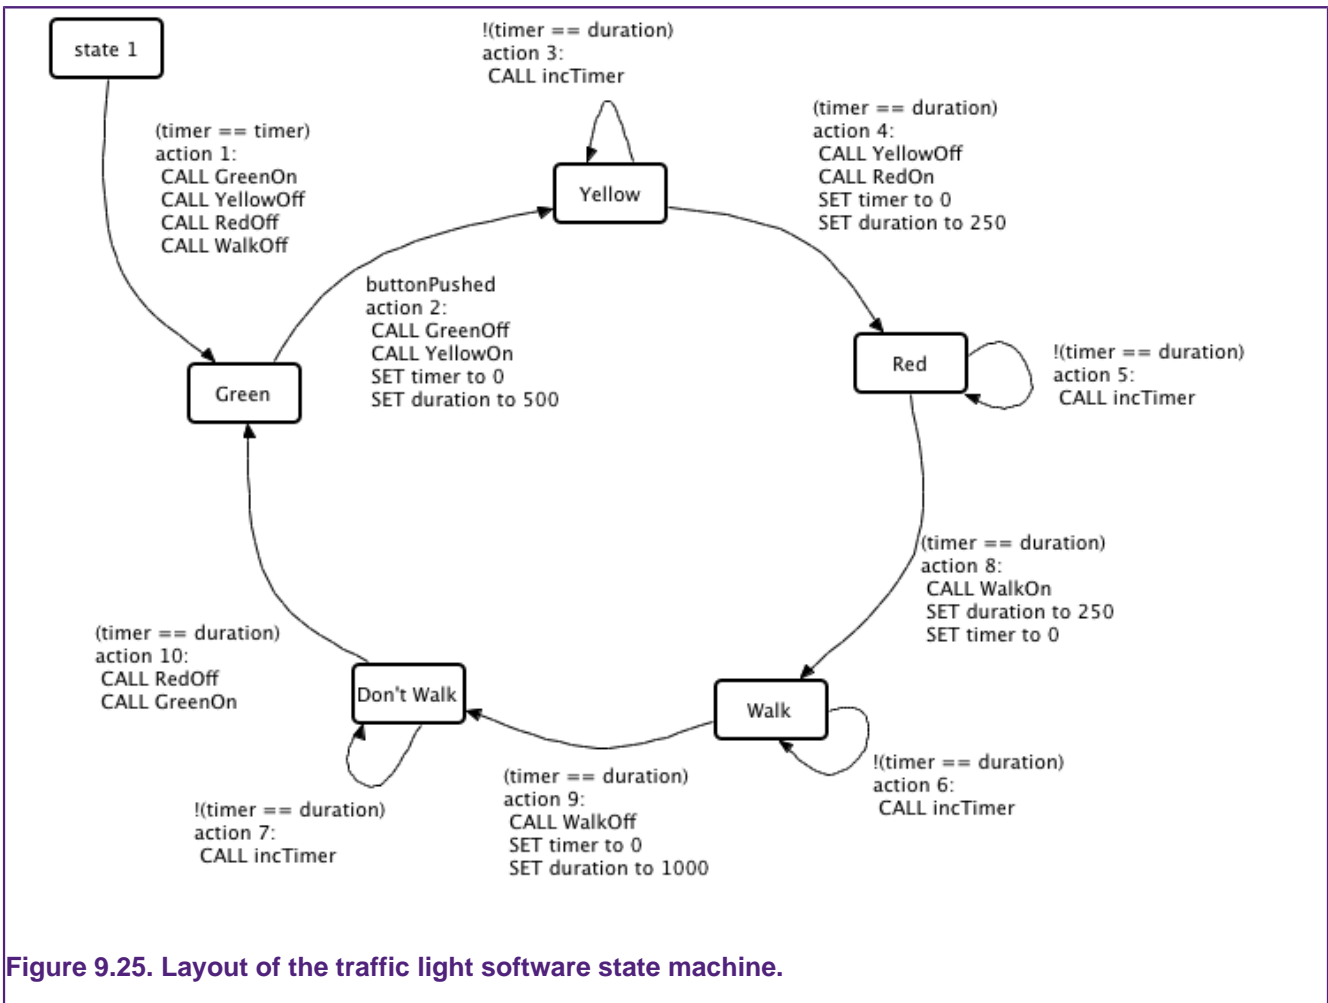 state 1
(timer == timer)
action 1:
CALL GreenOn
CALL YellowOff
CALL RedOff
CALL WalkOff
!(timer == duration)
action 3:
CALL incTimer
Yellow
(timer == duration)
action 4:
CALL YellowOff
CALL RedOn
SET timer to 0
SET duration to 250
buttonPushed
action 2:
CALL GreenOff
CALL YellowOn
SET timer to 0
SET duration to 500
Green
Red
!(timer == duration)
action 5:
CALL incTimer
(timer == duration)
action 8:
CALL WalkOn
SET duration to 250
SET timer to 0
(timer == duration)
action 10:
CALL RedOff
CALL GreenOn
Don't Walk
Walk
!(timer == duration)
action 6:
CALL incTimer
(timer == duration)
action 9:
CALL WalkOff
SET timer to 0
SET duration to 1000
!(timer == duration)
action 7:
CALL incTimer
Figure 9.25. Layout of the traffic light software state machine.